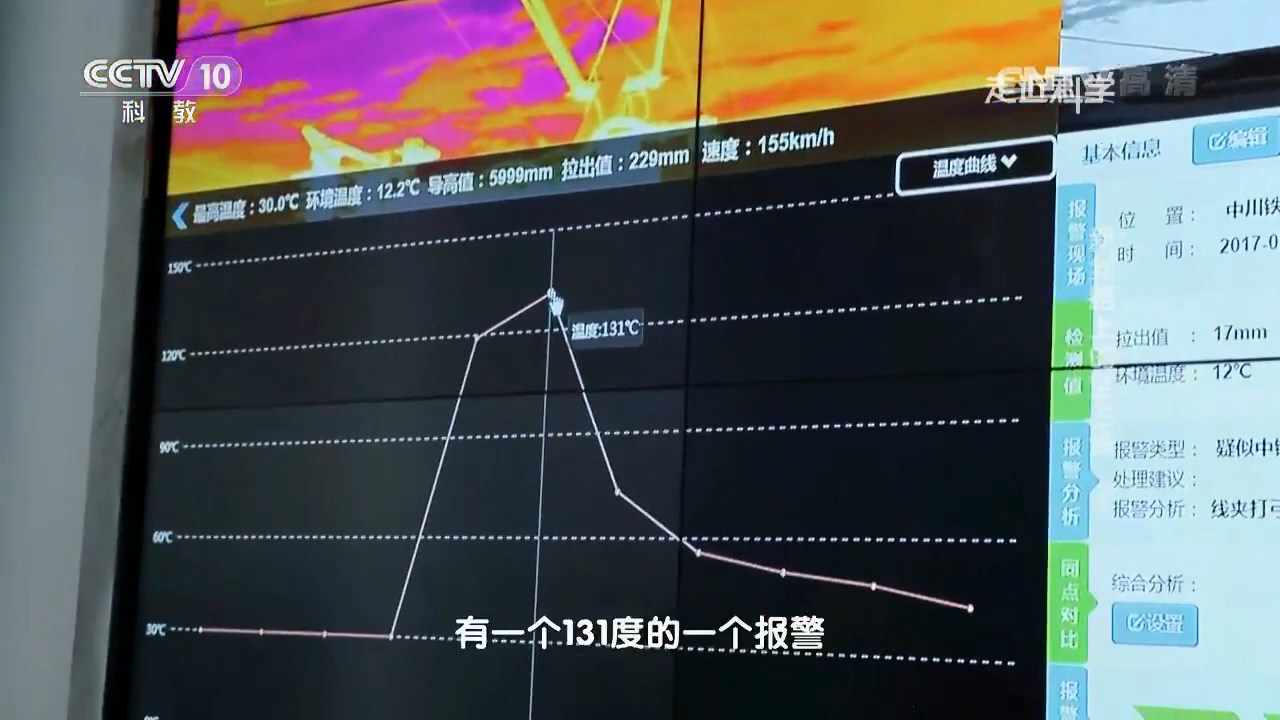 CCTV 10
科教
走近科学
高清
最高温度：30.0℃ 环境温度：12.2℃ 导高值：5999mm 拉出值：229mm 速度：155km/h
温度曲线
150℃
温度:131℃
120℃
90℃
60℃
30℃
基本信息
编辑
报警现场
位 置： 中川铁
时 间： 2017-0
检测值
拉出值 ： 17mm
环境温度： 12℃
报警分析
报警类型： 疑似中
处理建议：
报警分析： 线夹打弓
同点对比
综合分析：
设置
报警
有一个131度的一个报警